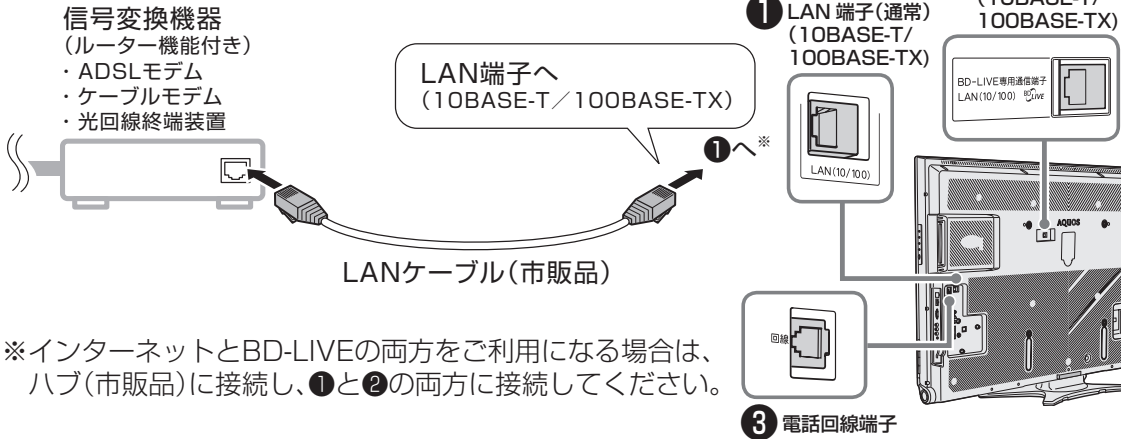 信号変換機器
（ルーター機能付き）
・ADSLモデム
・ケーブルモデム
・光回線終端装置
LAN端子へ
（10BASE-T／100BASE-TX）
❶へ※
LANケーブル（市販品）
※インターネットとBD-LIVEの両方をご利用になる場合は、
ハブ（市販品）に接続し、❶と❷の両方に接続してください。
❶ LAN 端子（通常）
（10BASE-T/
100BASE-TX）
LAN（10/100）
（10BASE-T/
100BASE-TX）
BD-LIVE専用通信端子
LAN（10/100） BD LIVE
AQUOS
回線
❸ 電話回線端子